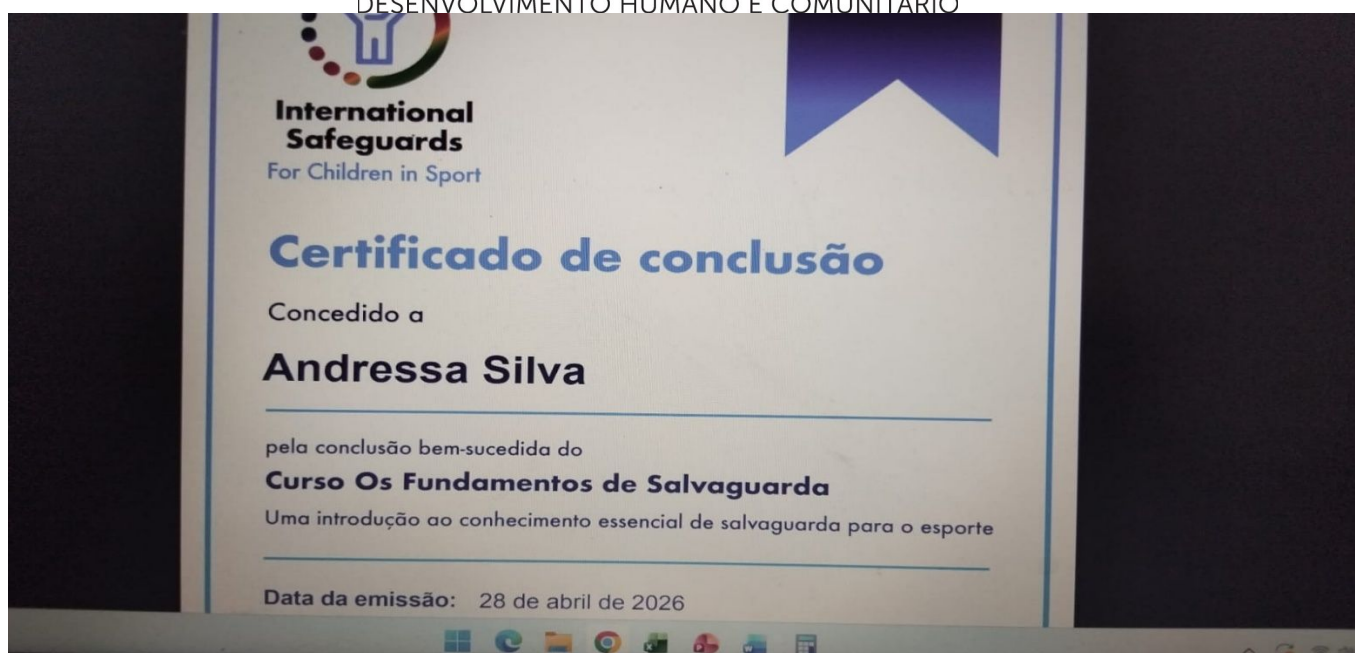 DESENVOLVIMENTO HUMANO E COMUNITÁRIO
International
Safeguards
For Children in Sport
Certificado de conclusão
Concedido a
Andressa Silva
pela conclusão bem-sucedida do
Curso Os Fundamentos de Salvaguarda
Uma introdução ao conhecimento essencial de salvaguarda para o esporte
Data da emissão: 28 de abril de 2026